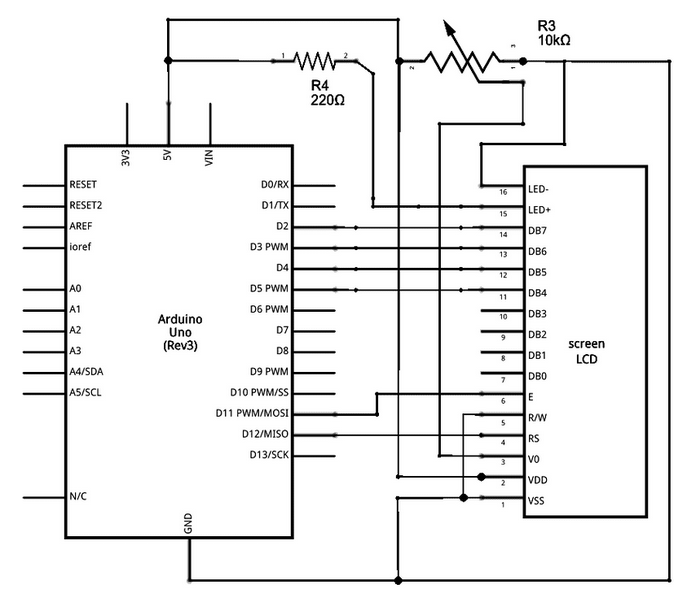 R3
10kΩ
1
2
2
3
1
R4
220Ω
3V3
5V
VIN
RESET
RESET2
AREF
ioref
A0
A1
A2
A3
A4/SDA
A5/SCL
N/C
GND
Arduino
Uno
(Rev3)
D0/RX
D1/TX
D2
D3 PWM
D4
D5 PWM
D6 PWM
D7
D8
D9 PWM
D10 PWM/SS
D11 PWM/MOSI
D12/MISO
D13/SCK
16
LED-
15
LED+
14
DB7
13
DB6
12
DB5
11
DB4
10
DB3
9
DB2
8
DB1
7
DB0
6
E
5
R/W
4
RS
3
V0
2
VDD
1
VSS
screen
LCD